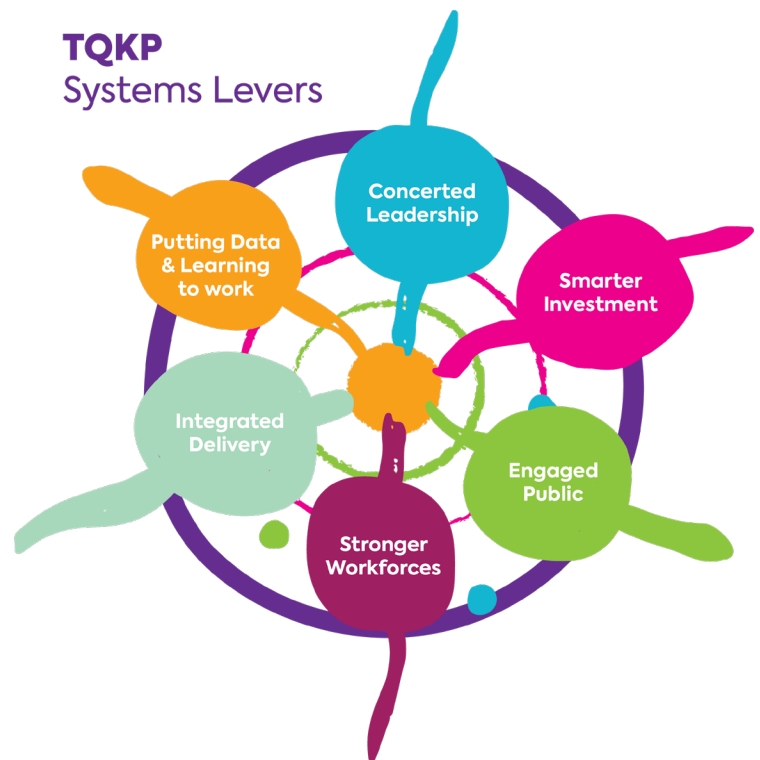 TQKP
Systems Levers
Concerted
Leadership
Smarter
Investment
Engaged
Public
Stronger
Workforces
Integrated
Delivery
Putting Data
& Learning
to work